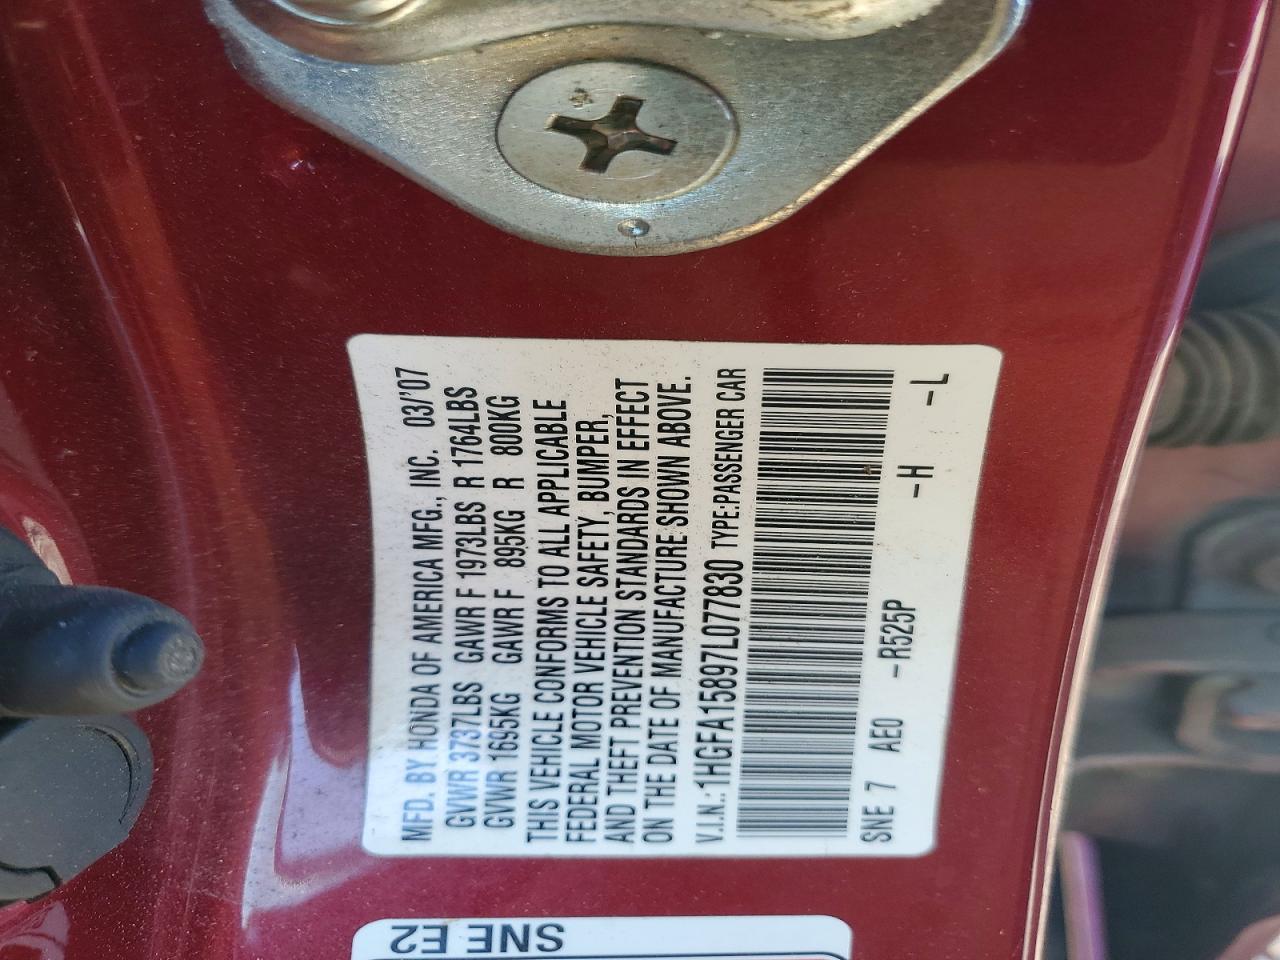 MFD. BY HONDA OF AMERICA MFG., INC. 03/'07
GVWR 3737LBS GAWR F 1973LBS R 1764LBS
GVWR 1695KG GAWR F 895KG R 800KG
THIS VEHICLE CONFORMS TO ALL APPLICABLE
FEDERAL MOTOR VEHICLE SAFETY, BUMPER,
AND THEFT PREVENTION STANDARDS IN EFFECT
ON THE DATE OF MANUFACTURE SHOWN ABOVE.
V.I.N.: 1HGFA15897L077830 TYPE:PASSENGER CAR
SNE 7 AE0 -R525P -H -L
SNE E2